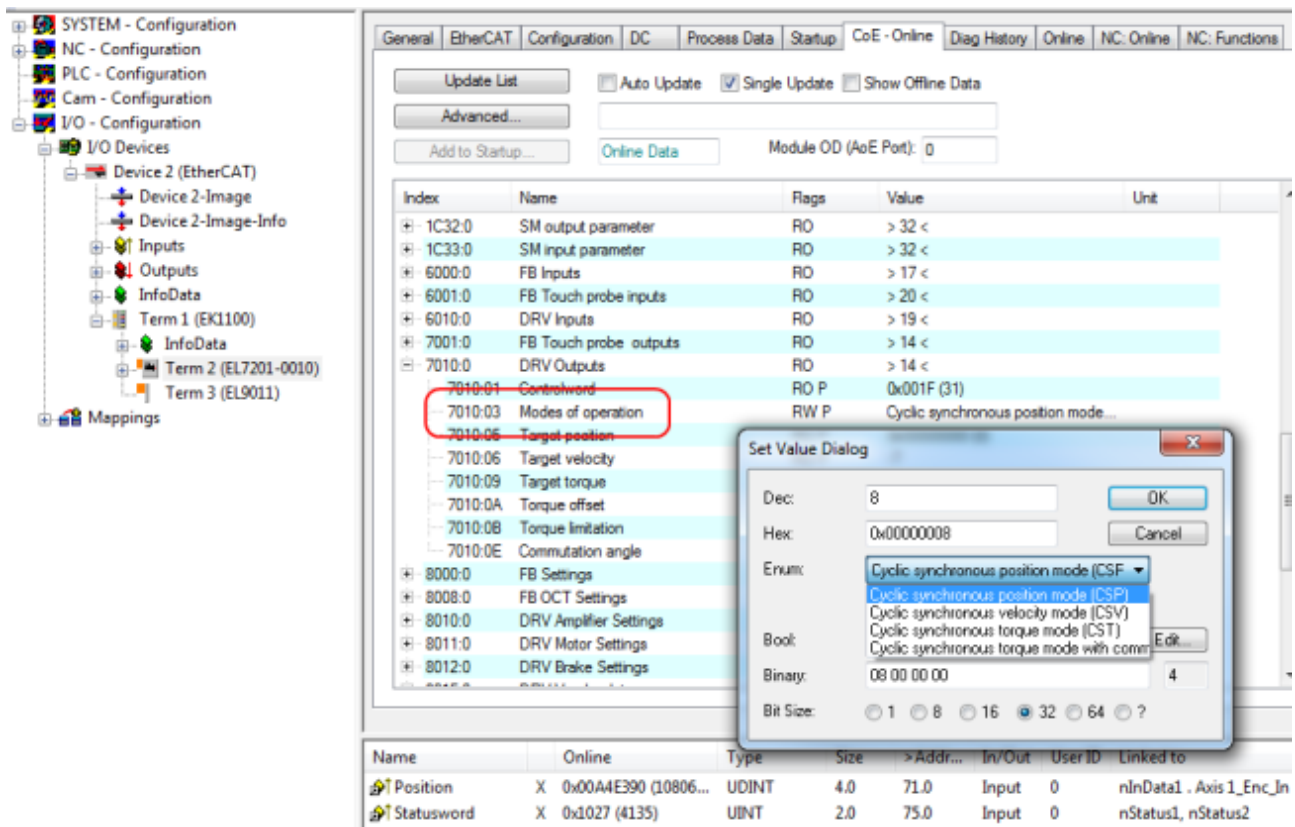 SYSTEM - Configuration
NC - Configuration
PLC - Configuration
Cam - Configuration
I/O - Configuration
I/O Devices
Device 2 (EtherCAT)
Device 2-Image
Device 2-Image-Info
Inputs
Outputs
InfoData
Term 1 (EK1100)
InfoData
Term 2 (EL7201-0010)
Term 3 (EL9011)
Mappings
General EtherCAT Configuration DC Process Data Startup CoE - Online Diag History Online NC: Online NC: Functions
Update List Auto Update Single Update Show Offline Data
Advanced...
Add to Startup... Online Data Module OD (AoE Port): 0
Index Name Flags Value Unit
1C32:0 SM output parameter RO > 32 <
1C33:0 SM input parameter RO > 32 <
6000:0 FB Inputs RO > 17 <
6001:0 FB Touch probe inputs RO > 20 <
6010:0 DRV Inputs RO > 19 <
7001:0 FB Touch probe outputs RO > 14 <
7010:0 DRV Outputs RO > 14 <
7010:01 Controlword RO P 0x001F (31)
7010:03 Modes of operation RW P Cyclic synchronous position mode...
7010:05 Target position
7010:06 Target velocity
7010:09 Target torque
7010:0A Torque offset
7010:0B Torque limitation
7010:0E Commutation angle
8000:0 FB Settings
8008:0 FB OCT Settings
8010:0 DRV Amplifier Settings
8011:0 DRV Motor Settings
8012:0 DRV Brake Settings
Set Value Dialog
Dec: 8 OK
Hex: 0x00000008 Cancel
Enum: Cyclic synchronous position mode (CSF
Cyclic synchronous position mode (CSP)
Cyclic synchronous velocity mode (CSV)
Cyclic synchronous torque mode (CST)
Cyclic synchronous torque mode with comm
Bool: Edit...
Binary: 08 00 00 00 4
Bit Size: 1 8 16 32 64 ?
Name Online Type Size >Addr... In/Out User ID Linked to
Position X 0x00A4E390 (10806... UDINT 4.0 71.0 Input 0 nInData1 . Axis 1_Enc_In
Statusword X 0x1027 (4135) UINT 2.0 75.0 Input 0 nStatus1, nStatus2